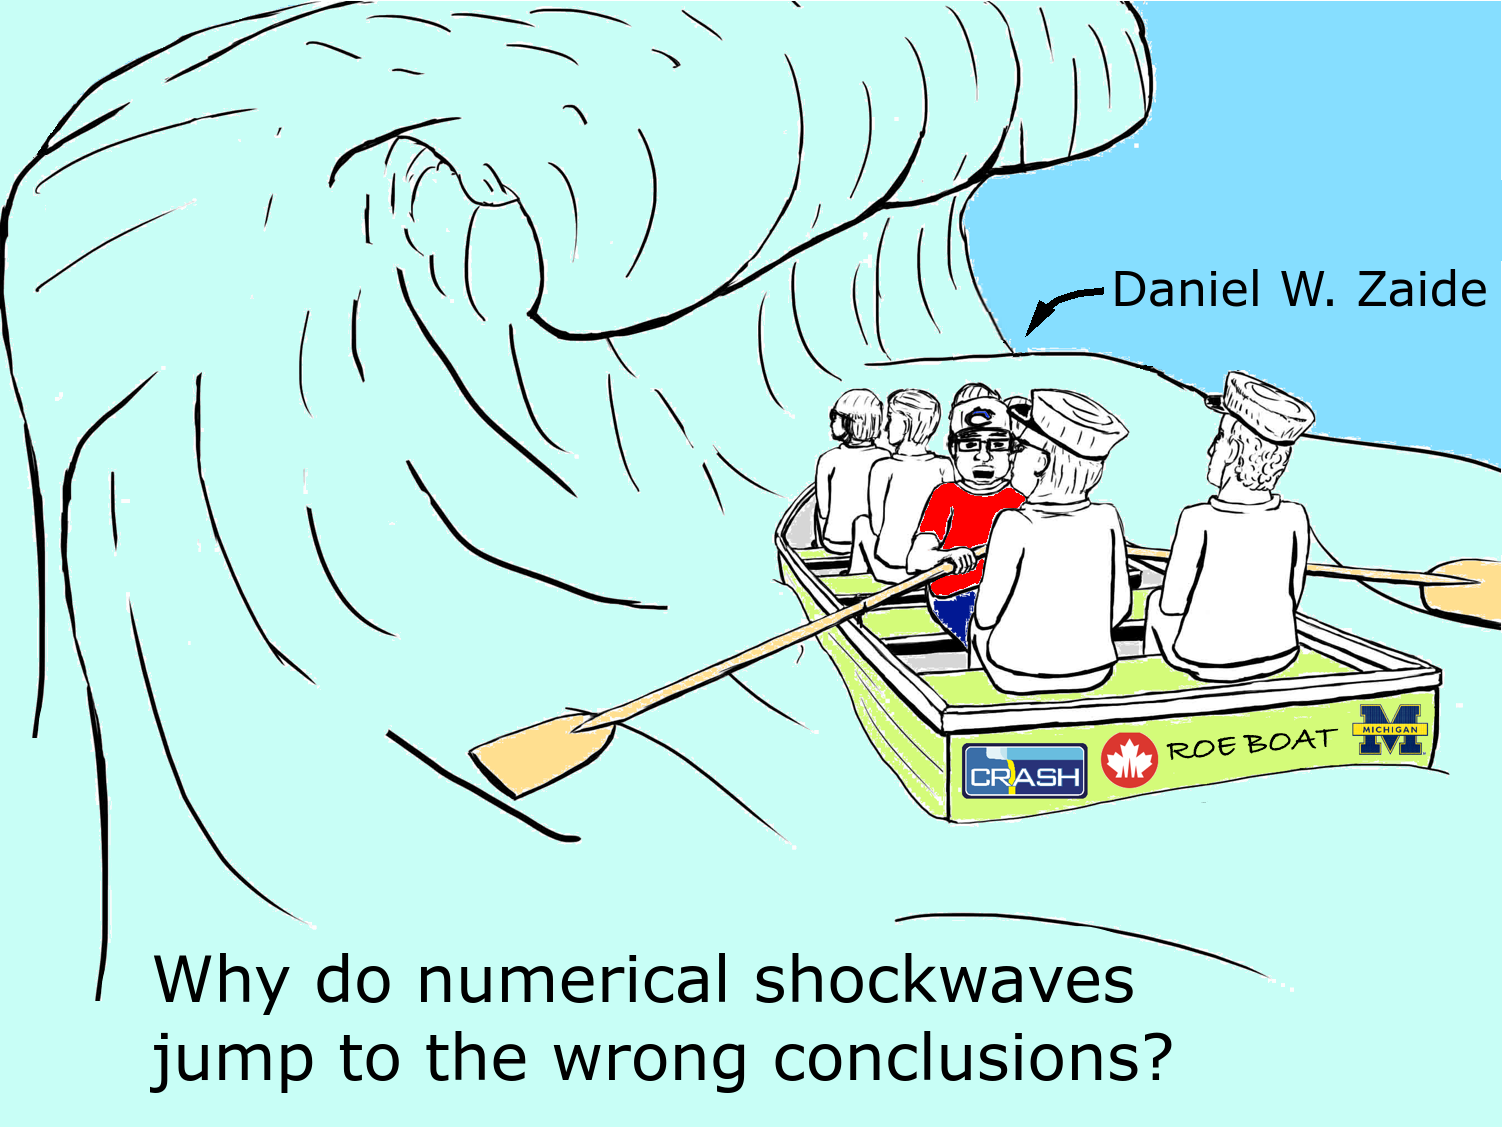 Daniel W. Zaide
CRASH
ROE BOAT
M
MICHIGAN
Why do numerical shockwaves
jump to the wrong conclusions?